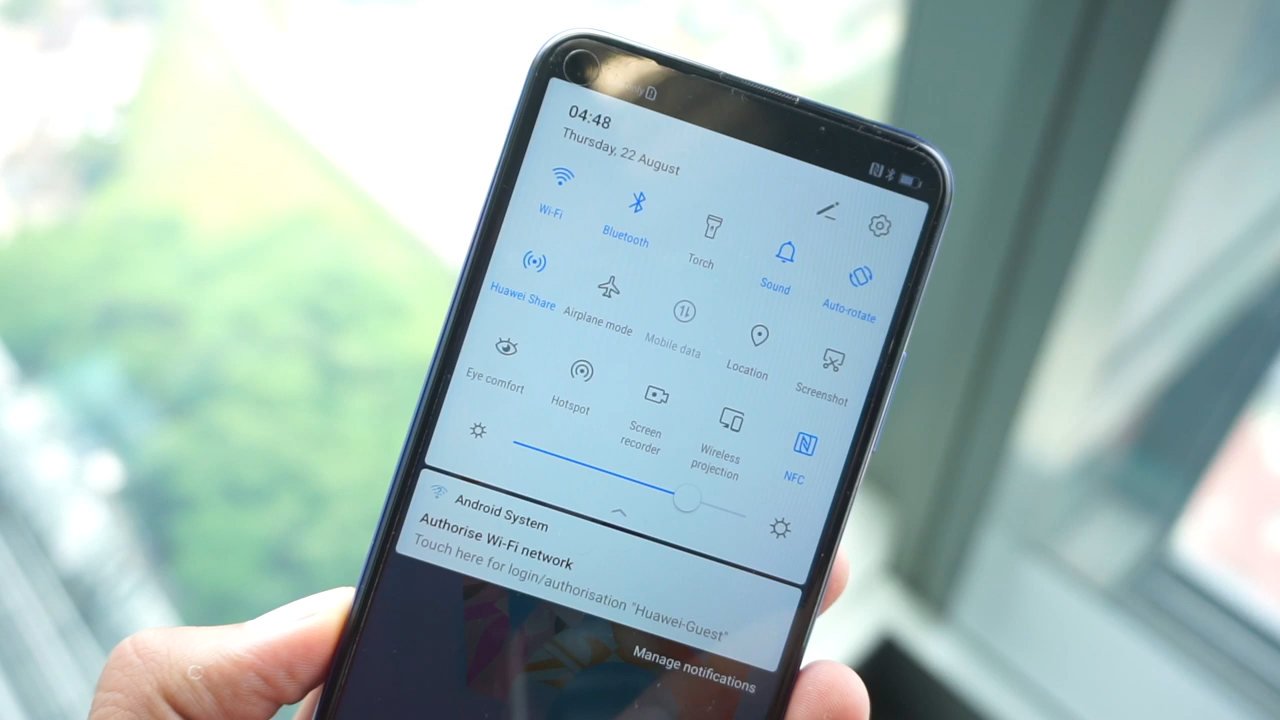 04:48
Thursday, 22 August
Wi-Fi
Bluetooth
Torch
Sound
Auto-rotate
Huawei Share
Airplane mode
Mobile data
Location
Screenshot
Eye comfort
Hotspot
Screen
recorder
Wireless
projection
NFC
Android System
Authorise Wi-Fi network
Touch here for login/authorisation "Huawei-Guest"
Manage notifications